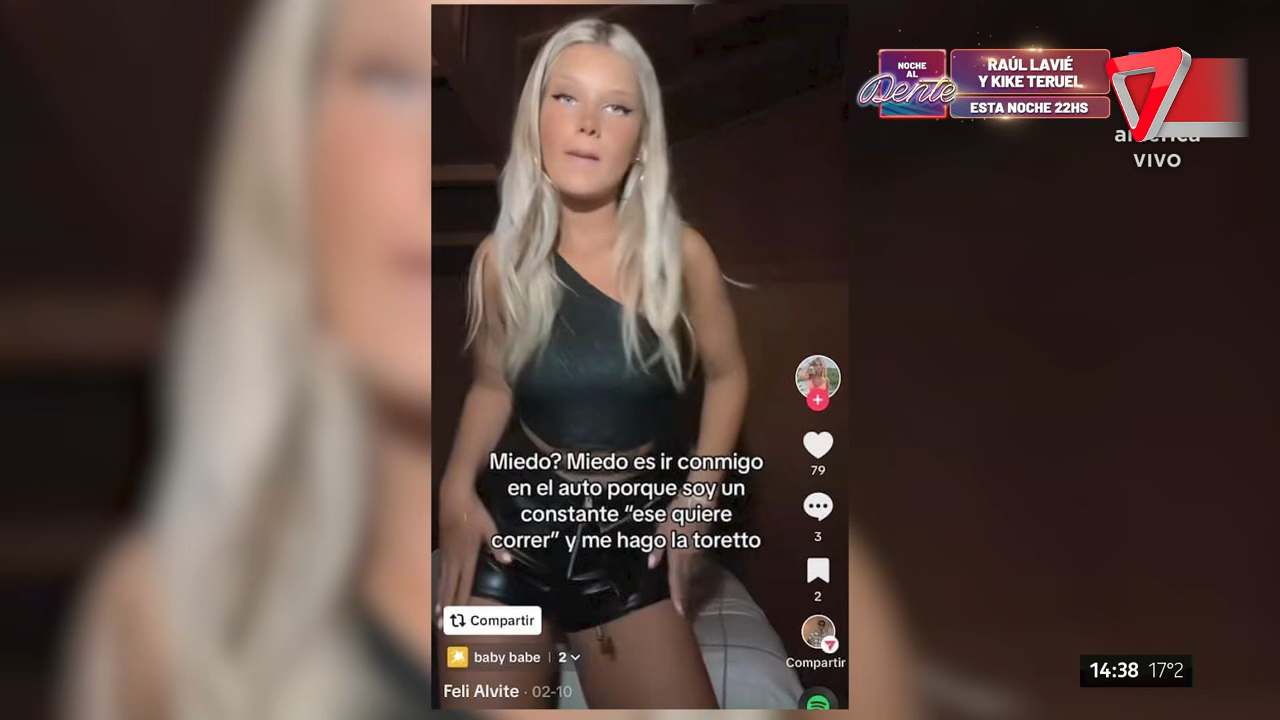 NOCHE
AL
Dente
RAÚL LAVIÉ
Y KIKE TERUEL
ESTA NOCHE 22HS
7
VIVO
Miedo? Miedo es ir conmigo
en el auto porque soy un
constante “ese quiere
correr” y me hago la toretto
79
3
2
Compartir
Compartir
baby babe | 2
Feli Alvite · 02-10
14:38 17°2